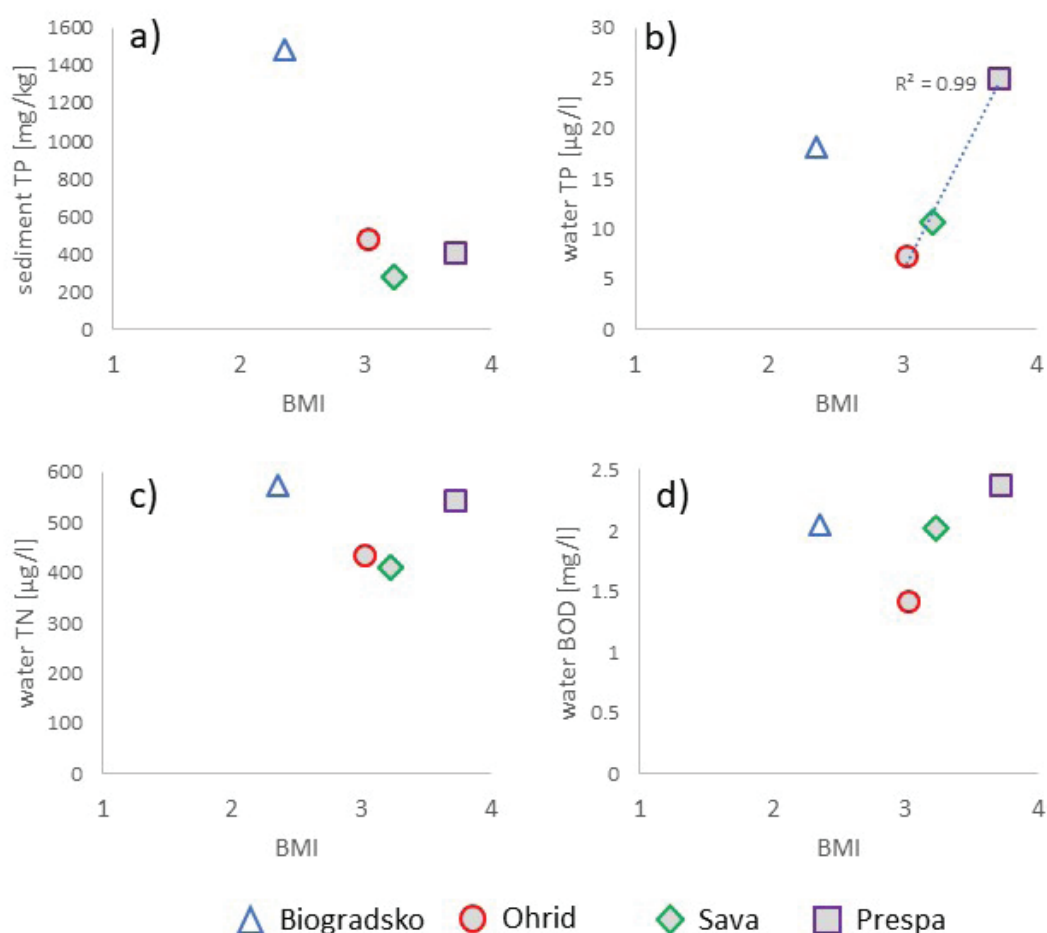 a)
sediment TP [mg/kg]
1600
1400
1200
1000
800
600
400
200
0
1 2 3 4
BMI
b)
water TP [µg/l]
30
25
20
15
10
5
0
R² = 0.99
1 2 3 4
BMI
c)
water TN [µg/l]
600
500
400
300
200
100
0
1 2 3 4
BMI
d)
water BOD [mg/l]
2.5
2
1.5
1
0.5
0
1 2 3 4
BMI
Biogradsko Ohrid Sava Prespa